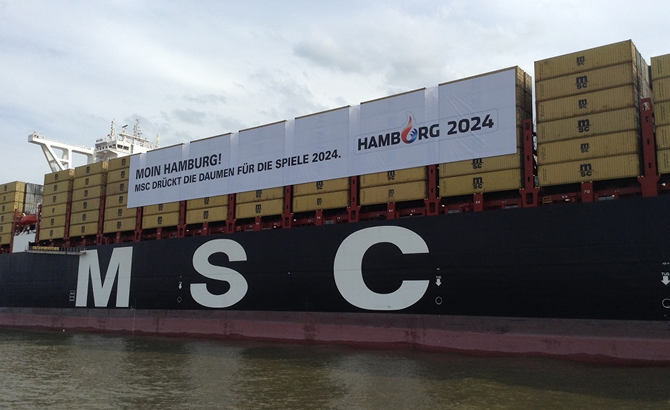 MOIN HAMBURG!
MSC DRÜCKT DIE DAUMEN FÜR DIE SPIELE 2024.
HAMBURG 2024
MSC